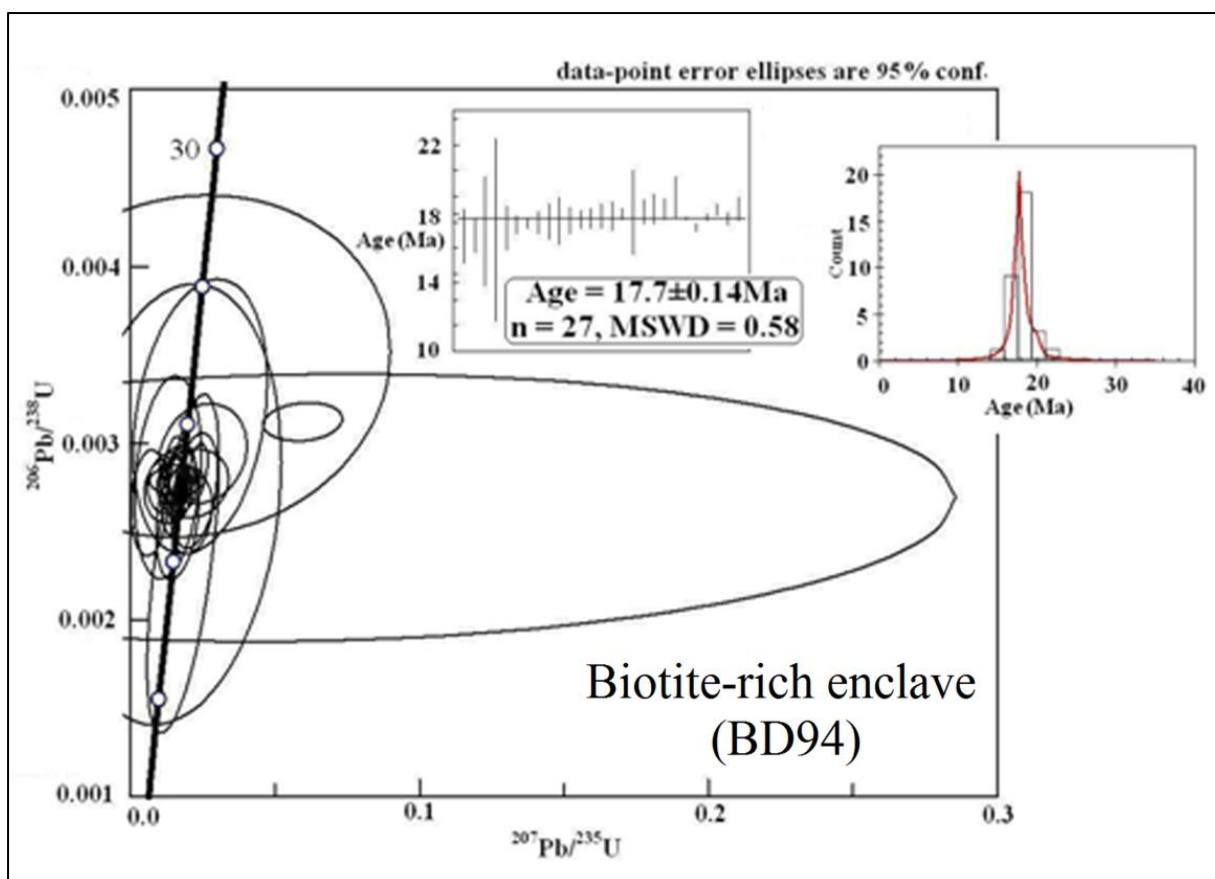 data-point error ellipses are 95% conf.
0.005
0.004
0.003
0.002
0.001
206Pb/238U
30
0.0
0.1
0.2
0.3
207Pb/235U
22
18
14
10
Age (Ma)
Age = 17.7±0.14Ma
n = 27, MSWD = 0.58
20
15
10
5
0
Count
0
10
20
30
40
Age (Ma)
Biotite-rich enclave
(BD94)